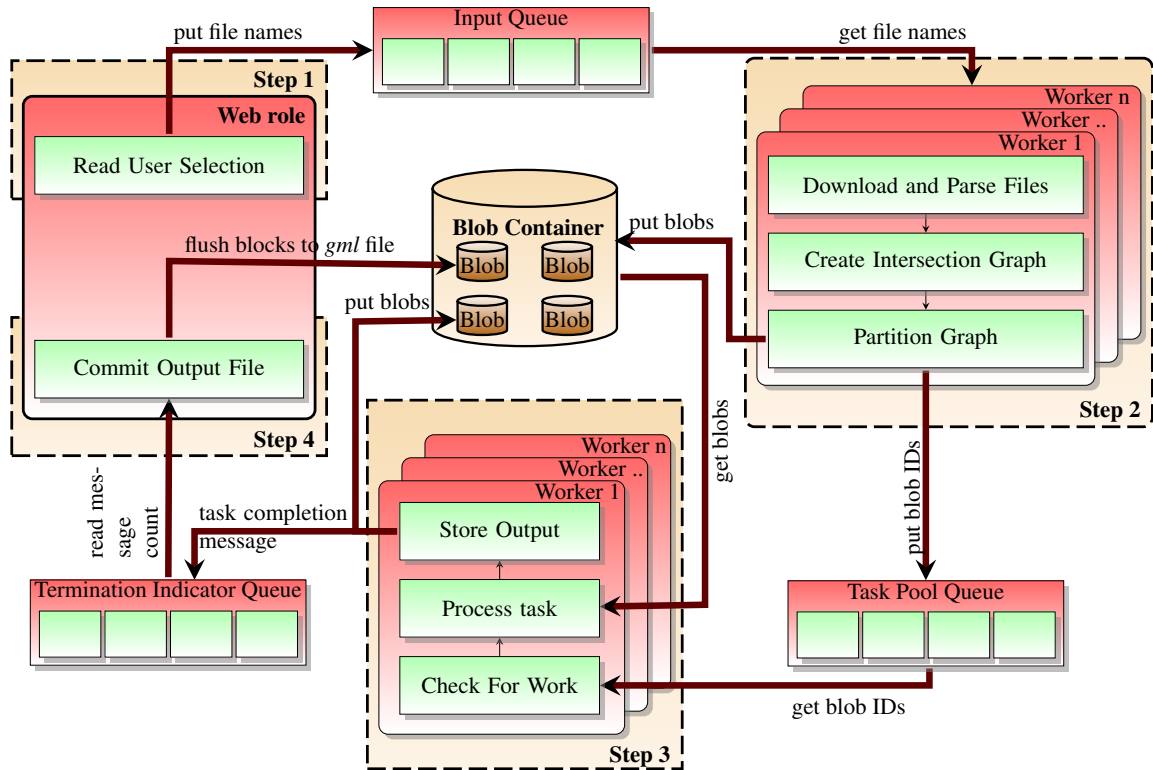 Input Queue
put file names
get file names
Step 1
Web role
Read User Selection
Worker n
Worker ..
Worker 1
Download and Parse Files
Create Intersection Graph
Partition Graph
Step 2
Blob Container
put blobs
flush blocks to gml file
Blob
Blob
put blobs
Blob
Blob
Commit Output File
Step 4
get blobs
put blob IDs
read mes-
sage
count
Worker n
Worker ..
Worker 1
task completion
message
Store Output
Process task
Check For Work
Step 3
Termination Indicator Queue
Task Pool Queue
get blob IDs